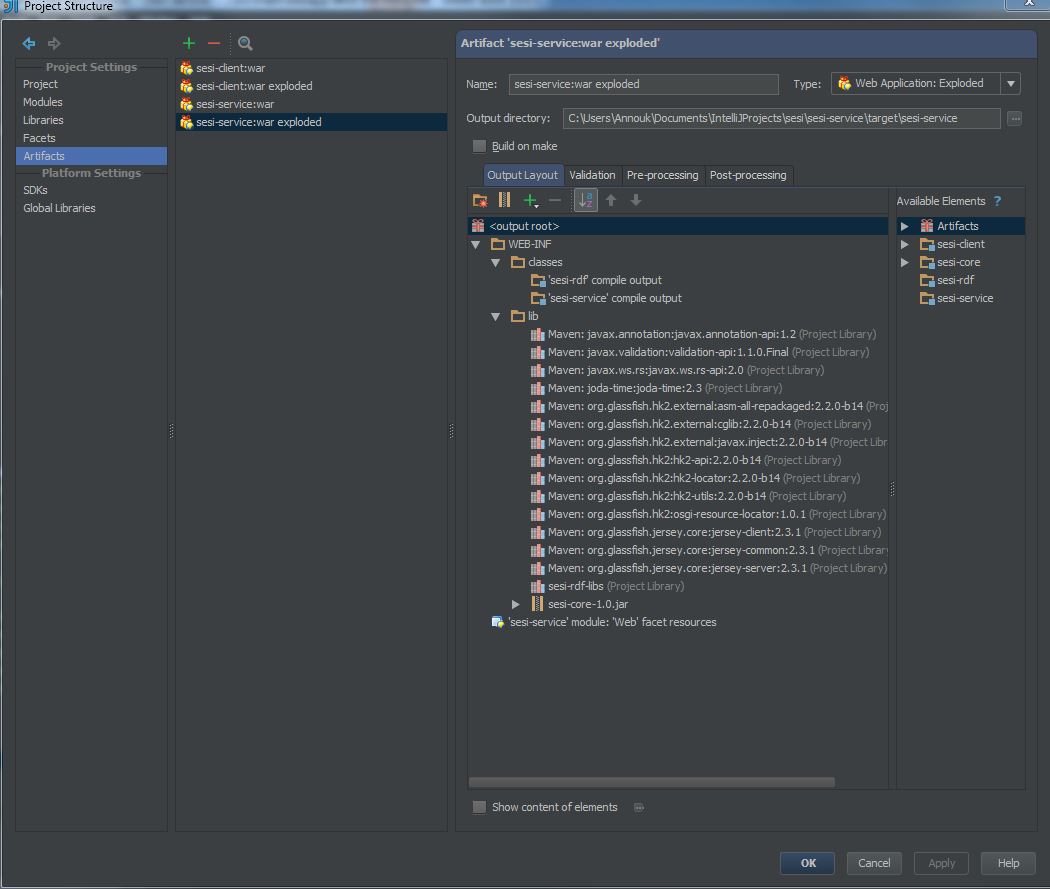 Project Structure
Project Settings
Project
Modules
Libraries
Facets
Artifacts
Platform Settings
SDKs
Global Libraries
sesi-client:war
sesi-client:war exploded
sesi-service:war
sesi-service:war exploded
Artifact 'sesi-service:war exploded'
Name: sesi-service:war exploded Type: Web Application: Exploded
Output directory: C:\Users\Annouk\Documents\IntelliJProjects\sesi\sesi-service\target\sesi-service
Build on make
Output Layout Validation Pre-processing Post-processing
<output root>
WEB-INF
classes
'sesi-rdf' compile output
'sesi-service' compile output
lib
Maven: javax.annotation:javax.annotation-api:1.2 (Project Library)
Maven: javax.validation:validation-api:1.1.0.Final (Project Library)
Maven: javax.ws.rs:javax.ws.rs-api:2.0 (Project Library)
Maven: joda-time:joda-time:2.3 (Project Library)
Maven: org.glassfish.hk2.external:asm-all-repackaged:2.2.0-b14 (Proj
Maven: org.glassfish.hk2.external:cglib:2.2.0-b14 (Project Library)
Maven: org.glassfish.hk2.external:javax.inject:2.2.0-b14 (Project Libr
Maven: org.glassfish.hk2:hk2-api:2.2.0-b14 (Project Library)
Maven: org.glassfish.hk2:hk2-locator:2.2.0-b14 (Project Library)
Maven: org.glassfish.hk2:hk2-utils:2.2.0-b14 (Project Library)
Maven: org.glassfish.hk2:osgi-resource-locator:1.0.1 (Project Library)
Maven: org.glassfish.jersey.core:jersey-client:2.3.1 (Project Library)
Maven: org.glassfish.jersey.core:jersey-common:2.3.1 (Project Library
Maven: org.glassfish.jersey.core:jersey-server:2.3.1 (Project Library)
sesi-rdf-libs (Project Library)
sesi-core-1.0.jar
'sesi-service' module: 'Web' facet resources
Available Elements ?
Artifacts
sesi-client
sesi-core
sesi-rdf
sesi-service
Show content of elements
OK Cancel Apply Help